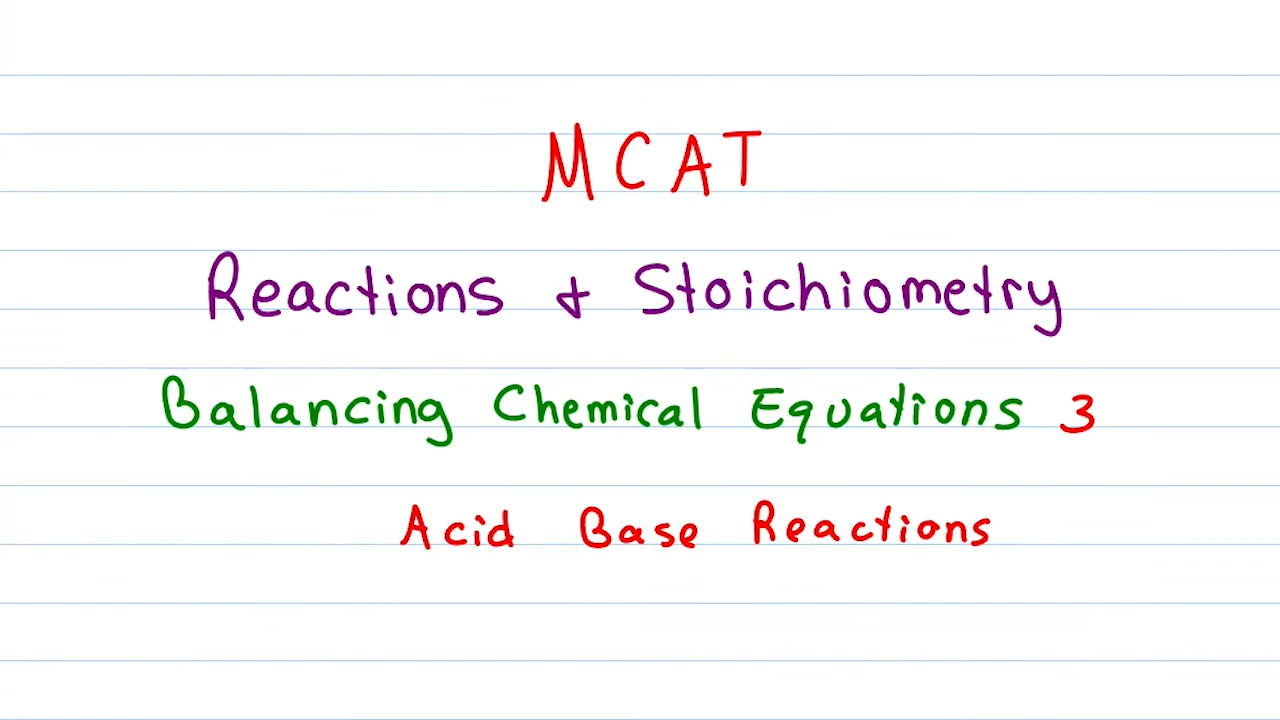 MCAT
Reactions & Stoichiometry
Balancing Chemical Equations 3
Acid Base Reactions